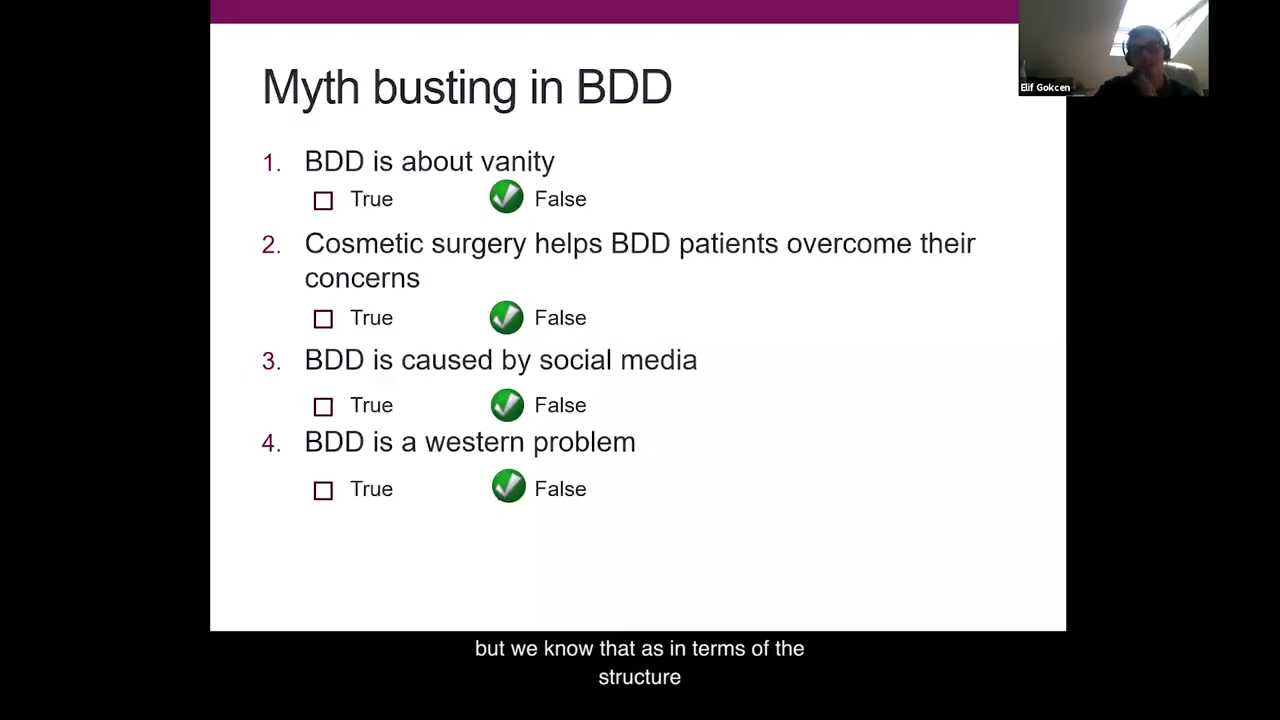 Myth busting in BDD
Elif Gokcen
1. BDD is about vanity
True False
2. Cosmetic surgery helps BDD patients overcome their
concerns
True False
3. BDD is caused by social media
True False
4. BDD is a western problem
True False
but we know that as in terms of the
structure